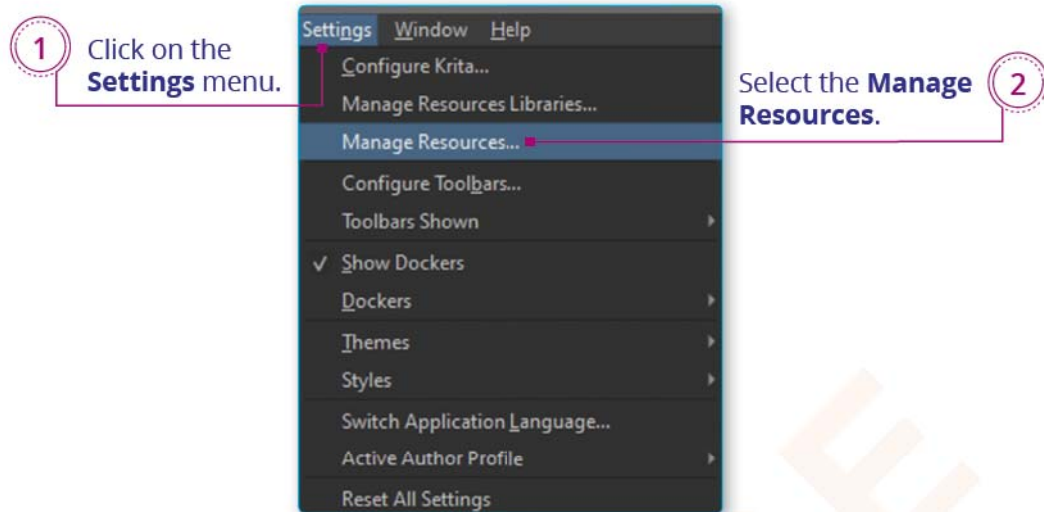 1
Click on the
Settings menu.
Settings Window Help
Configure Krita...
Manage Resources Libraries...
Manage Resources...
Configure Toolbars...
Toolbars Shown
✓ Show Dockers
Dockers
Themes
Styles
Switch Application Language...
Active Author Profile
Reset All Settings
Select the Manage
Resources.
2
E